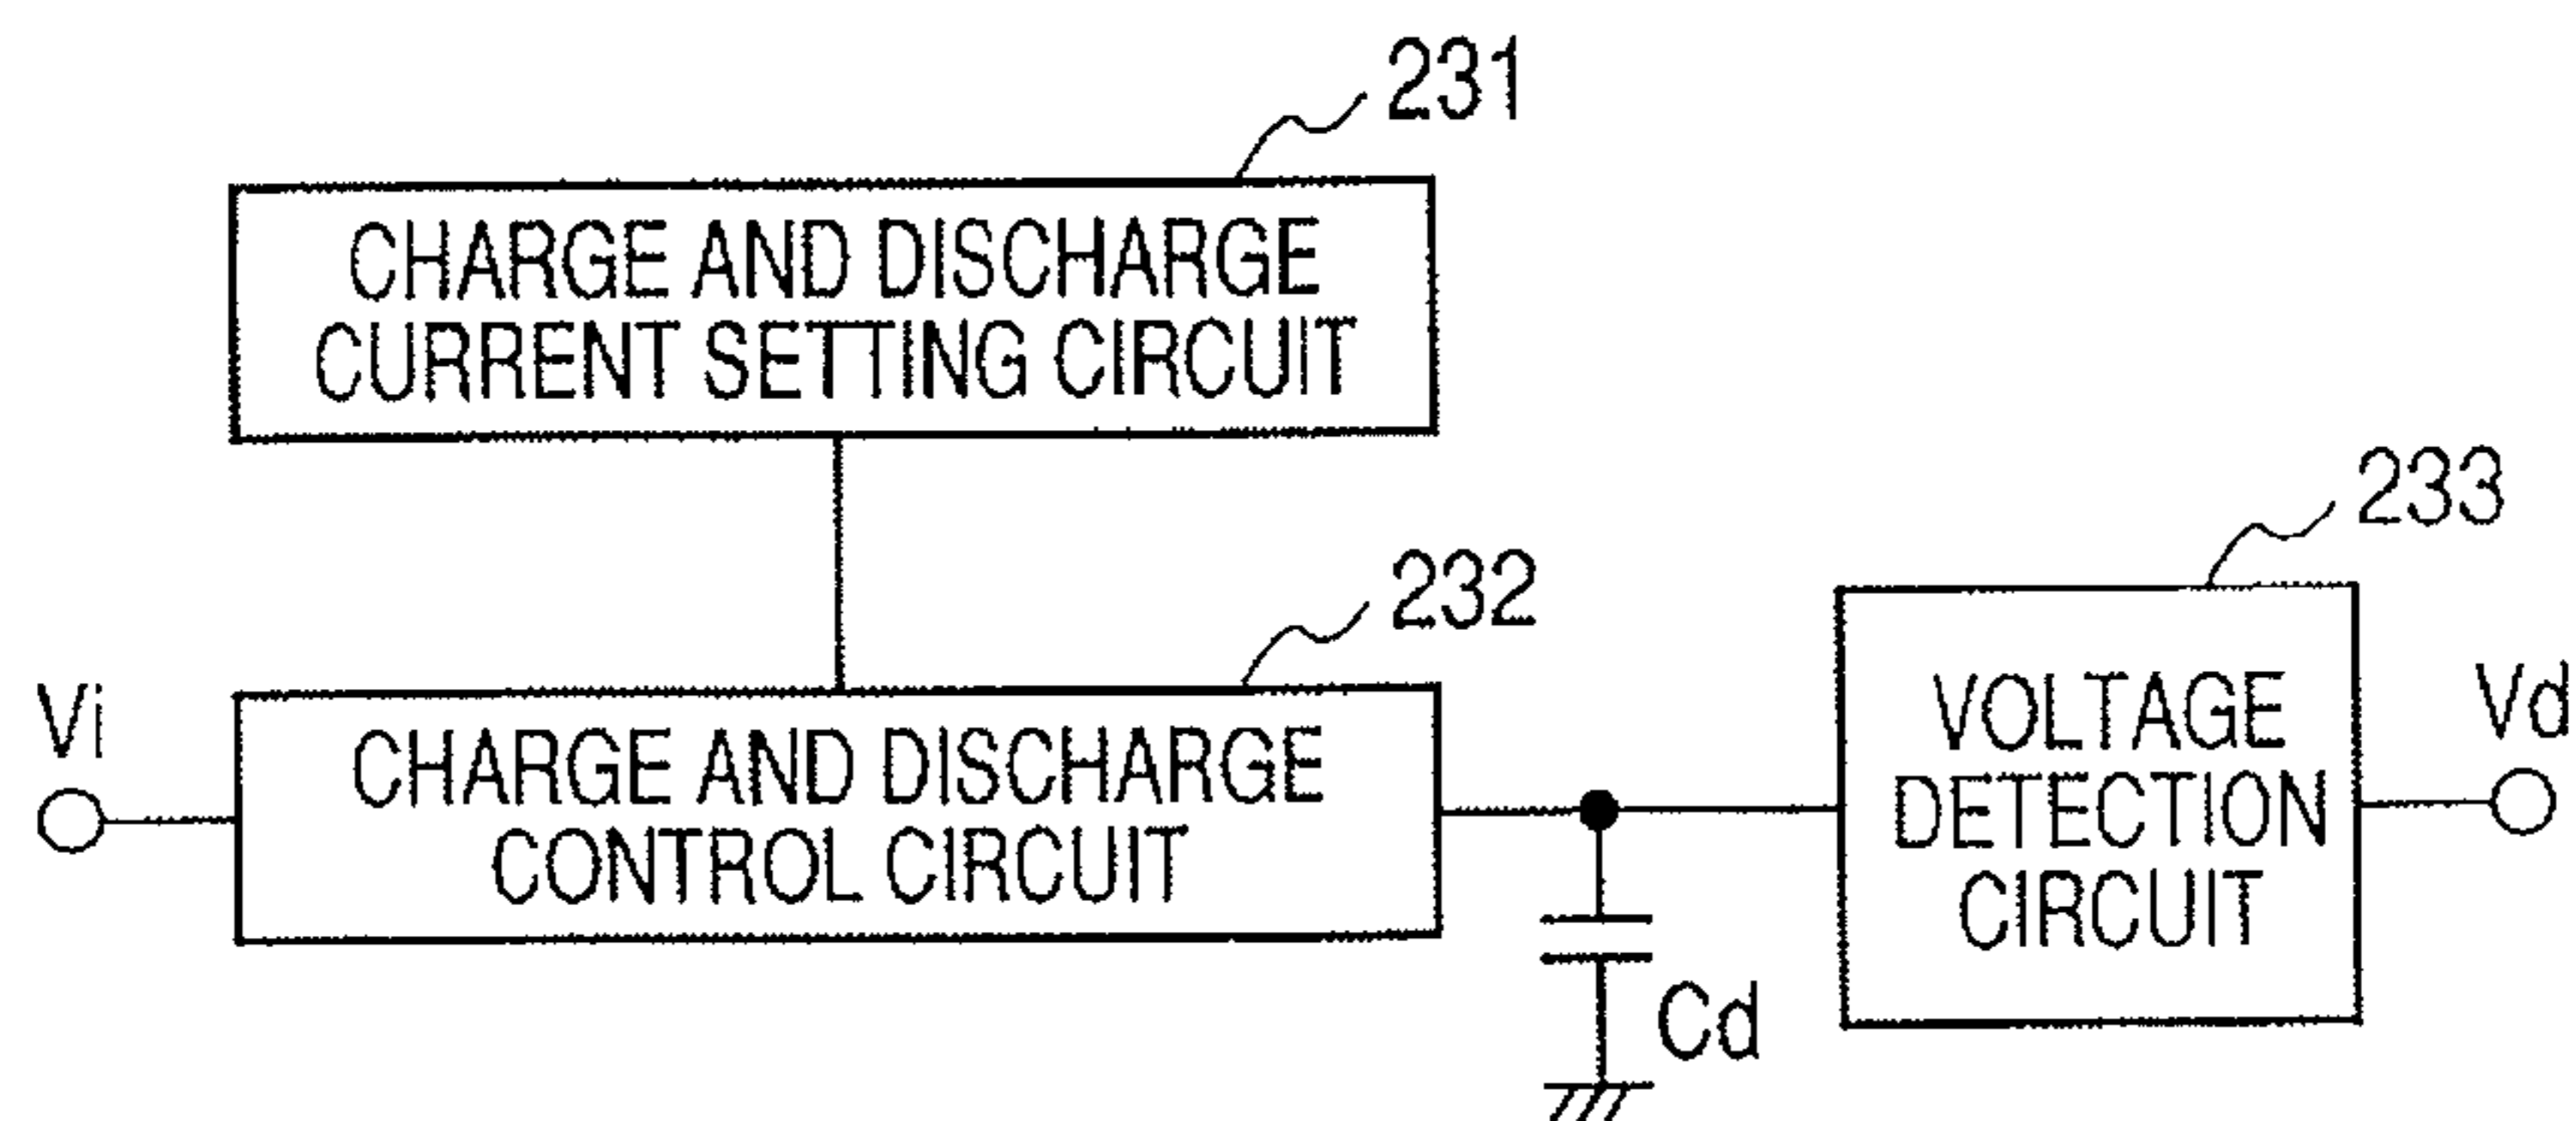 231
CHARGE AND DISCHARGE
CURRENT SETTING CIRCUIT
232
233
Vi
CHARGE AND DISCHARGE
CONTROL CIRCUIT
VOLTAGE
DETECTION
CIRCUIT
Vd
Cd